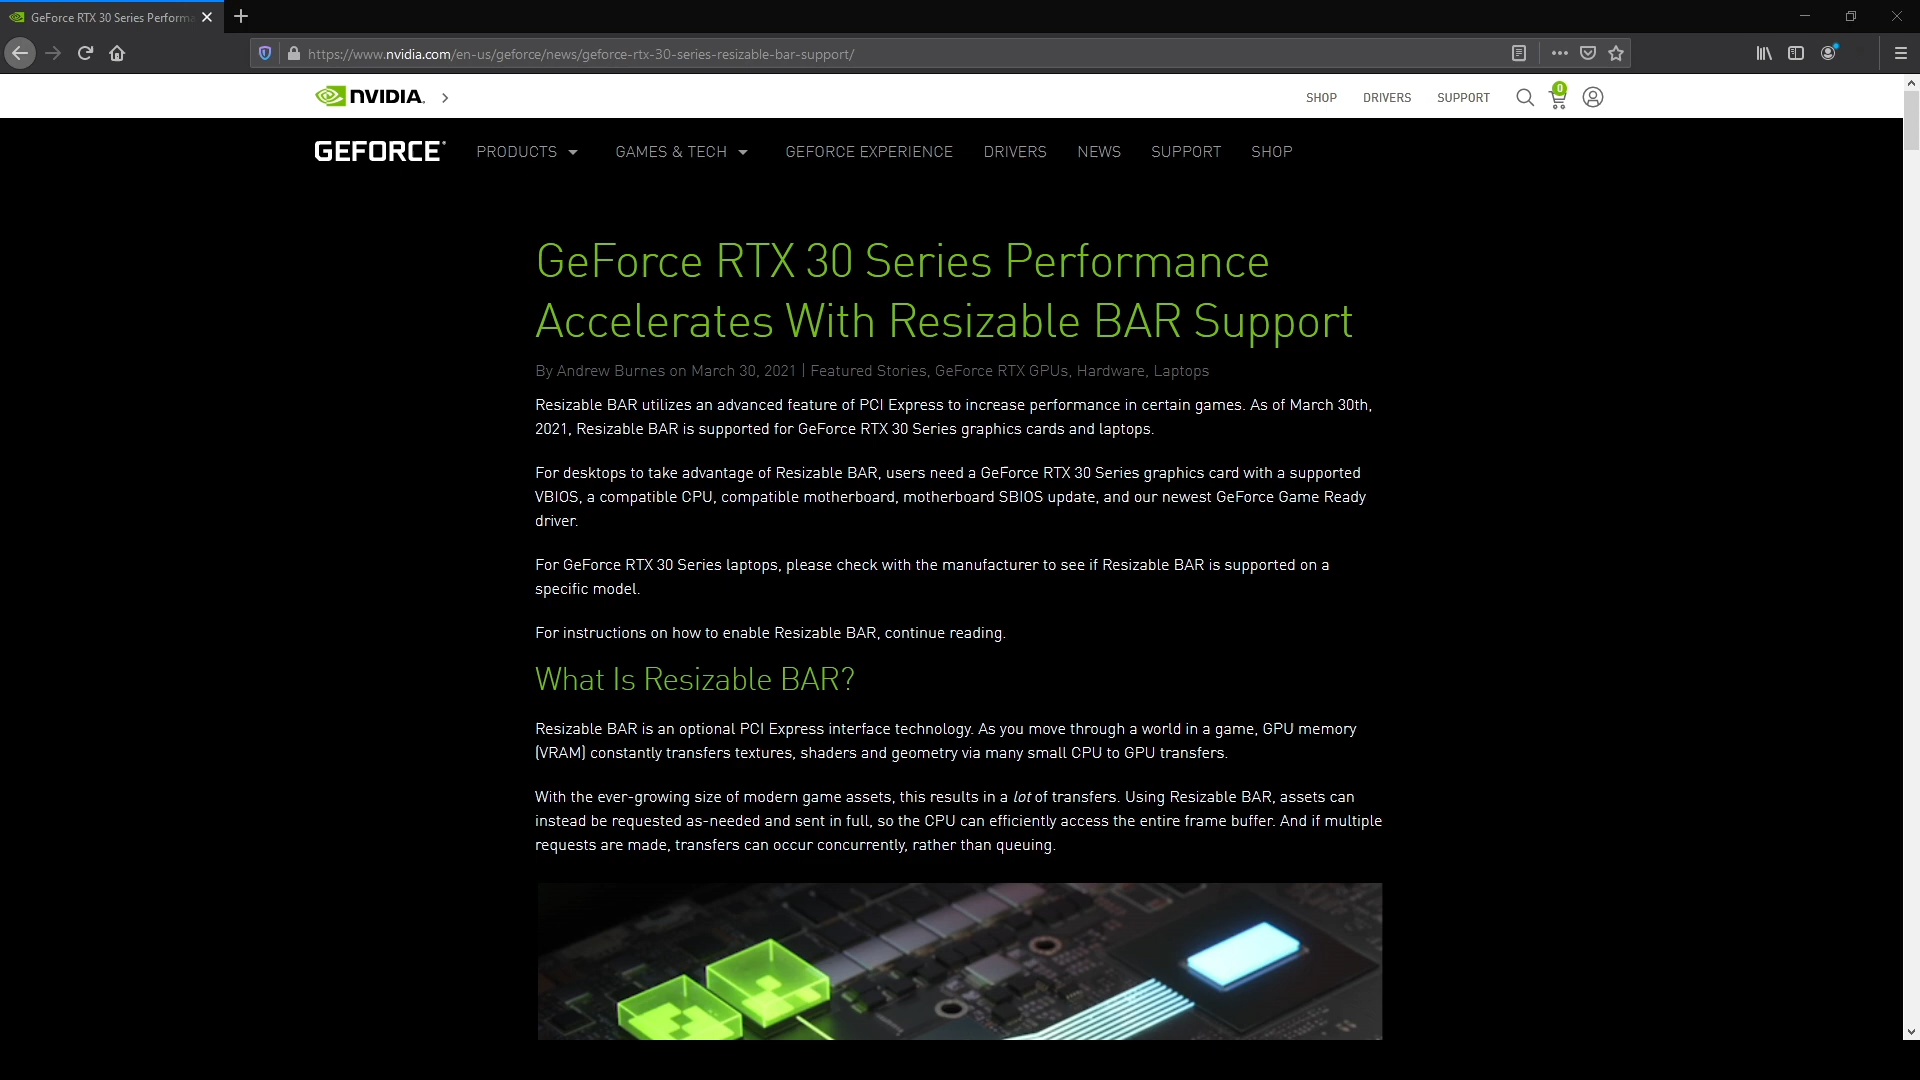 GeForce RTX 30 Series Performa
https://www.nvidia.com/en-us/geforce/news/geforce-rtx-30-series-resizable-bar-support/
NVIDIA.
SHOP DRIVERS SUPPORT 0
GEFORCE PRODUCTS GAMES & TECH GEFORCE EXPERIENCE DRIVERS NEWS SUPPORT SHOP
GeForce RTX 30 Series Performance
Accelerates With Resizable BAR Support
By Andrew Burnes on March 30, 2021 | Featured Stories, GeForce RTX GPUs, Hardware, Laptops
Resizable BAR utilizes an advanced feature of PCI Express to increase performance in certain games. As of March 30th,
2021, Resizable BAR is supported for GeForce RTX 30 Series graphics cards and laptops.
For desktops to take advantage of Resizable BAR, users need a GeForce RTX 30 Series graphics card with a supported
VBIOS, a compatible CPU, compatible motherboard, motherboard SBIOS update, and our newest GeForce Game Ready
driver.
For GeForce RTX 30 Series laptops, please check with the manufacturer to see if Resizable BAR is supported on a
specific model.
For instructions on how to enable Resizable BAR, continue reading.
What Is Resizable BAR?
Resizable BAR is an optional PCI Express interface technology. As you move through a world in a game, GPU memory
(VRAM) constantly transfers textures, shaders and geometry via many small CPU to GPU transfers.
With the ever-growing size of modern game assets, this results in a lot of transfers. Using Resizable BAR, assets can
instead be requested as-needed and sent in full, so the CPU can efficiently access the entire frame buffer. And if multiple
requests are made, transfers can occur concurrently, rather than queuing.